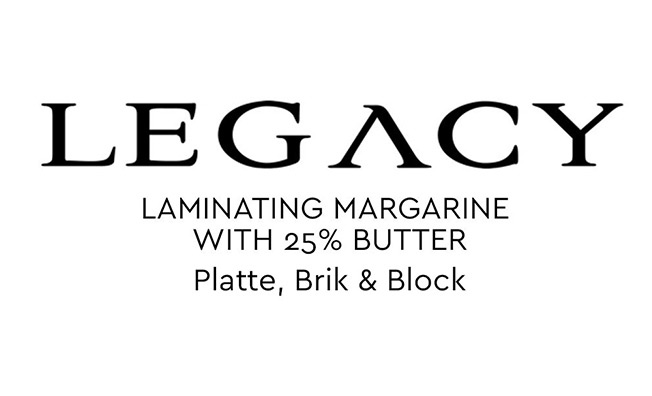 LEGACY
LAMINATING MARGARINE
WITH 25% BUTTER
Platte, Brik & Block